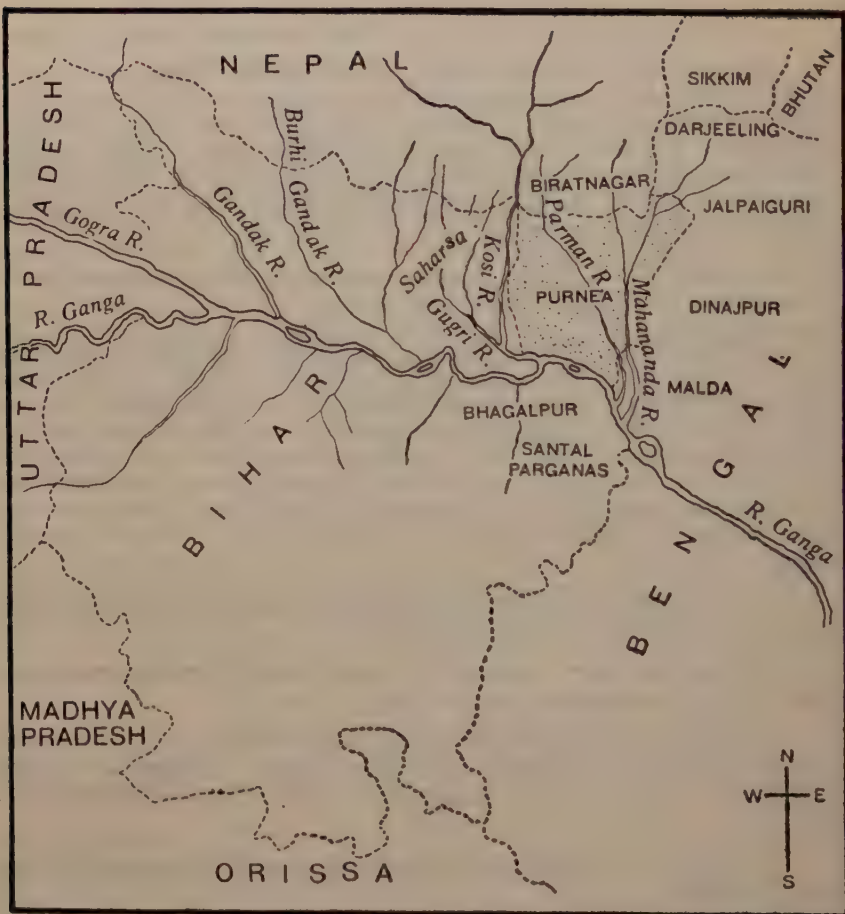 NEPAL
SIKKIM
BHUTAN
DARJEELING
UTTAR PRADESH
Burhi Gandak R.
BIRATNAGAR
JALPAIGURI
Gogra R.
Gandak R.
Saharsa
Kosi R.
Parman R.
PURNEA
Mahananda R.
DINAJPUR
R. Ganga
Gugri R.
MALDA
BHAGALPUR
BIHAR
SANTAL
PARGANAS
BENGAL
R. Ganga
MADHYA
PRADESH
N
W
E
S
ORISSA